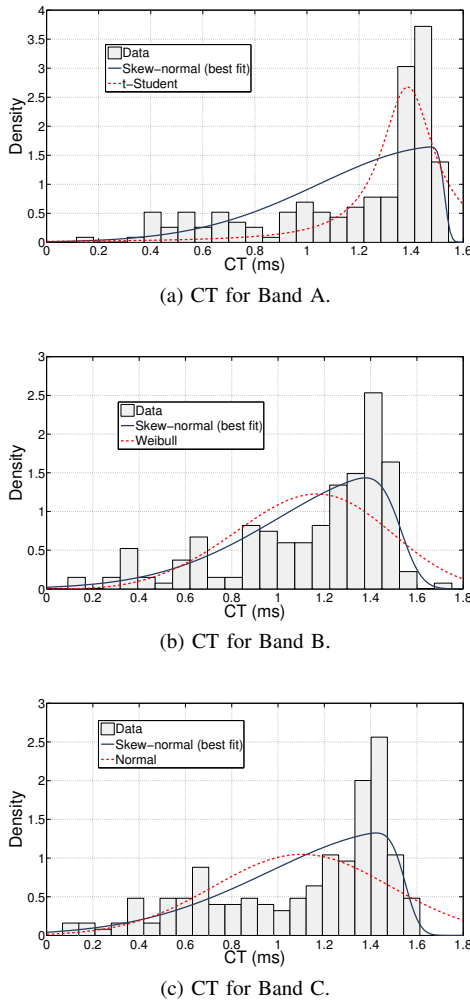 4
3.5
3
2.5
2
1.5
1
0.5
0
Density
Data
Skew-normal (best fit)
t-Student
0 0.2 0.4 0.6 0.8 1 1.2 1.4 1.6
CT (ms)
(a) CT for Band A.
3
2.5
2
1.5
1
0.5
0
Density
Data
Skew-normal (best fit)
Weibull
0 0.2 0.4 0.6 0.8 1 1.2 1.4 1.6 1.8
CT (ms)
(b) CT for Band B.
3
2.5
2
1.5
1
0.5
0
Density
Data
Skew-normal (best fit)
Normal
0 0.2 0.4 0.6 0.8 1 1.2 1.4 1.6 1.8
CT (ms)
(c) CT for Band C.